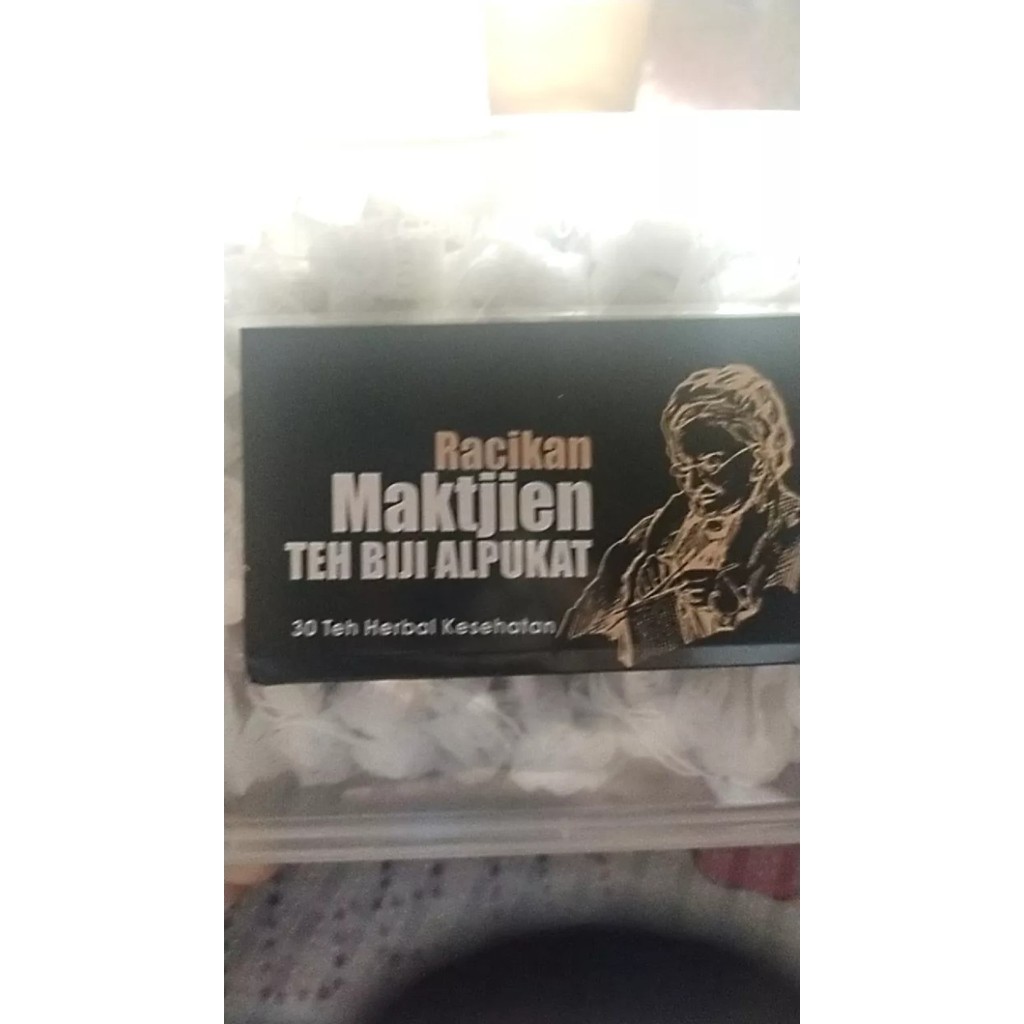 Racikan
Maktjien
TEH BIJI ALPUKAT
30 Teh Herbal Kesehatan